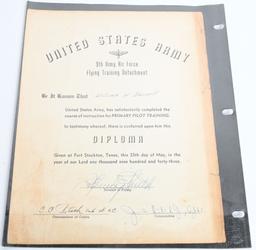 UNITED STATES ARMY
9th Army Air Force
Flying Training Detachment
Be It Known That
United States Army, has satisfactorily completed the
course of instruction for PRIMARY PILOT TRAINING.
In testimony whereof, there is conferred upon him this
DIPLOMA
Given at Fort Stockton, Texas, this 25th day of May, in the
year of our Lord one thousand nine hundred and forty-three.